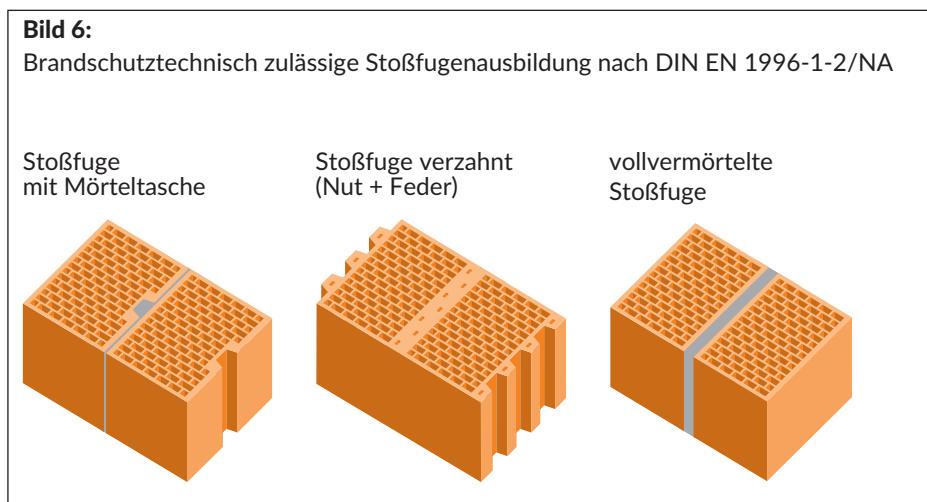 Bild 6:
Brandschutztechnisch zulässige Stoßfugenausbildung nach DIN EN 1996-1-2/NA
Stoßfuge
mit Mörteltasche
Stoßfuge verzahnt
(Nut + Feder)
vollvermörtelte
Stoßfuge